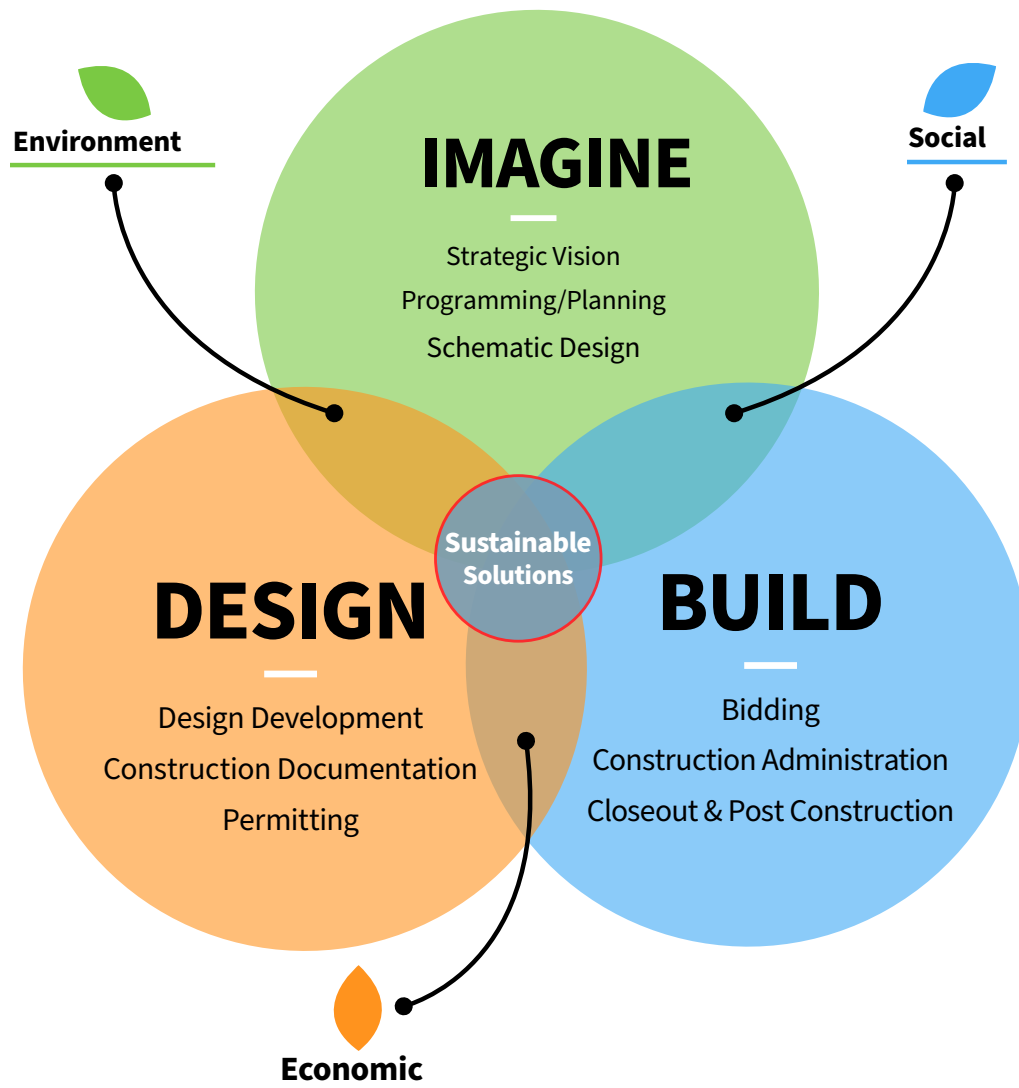 Environment
Social
IMAGINE
Strategic Vision
Programming/Planning
Schematic Design
Sustainable
Solutions
DESIGN
Design Development
Construction Documentation
Permitting
BUILD
Bidding
Construction Administration
Closeout & Post Construction
Economic